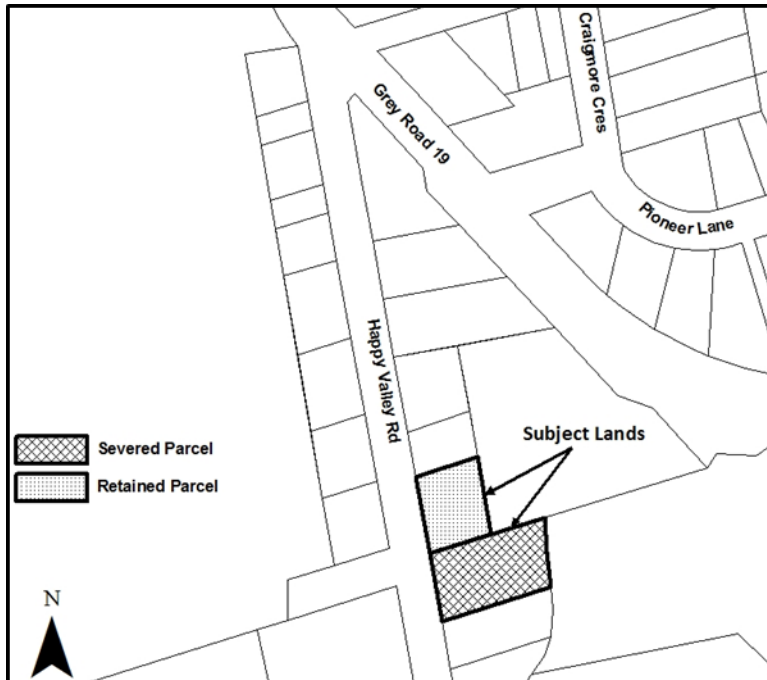 Craigmore Cres
Grey Road 19
Pioneer Lane
Happy Valley Rd
Subject Lands
Severed Parcel
Retained Parcel
N